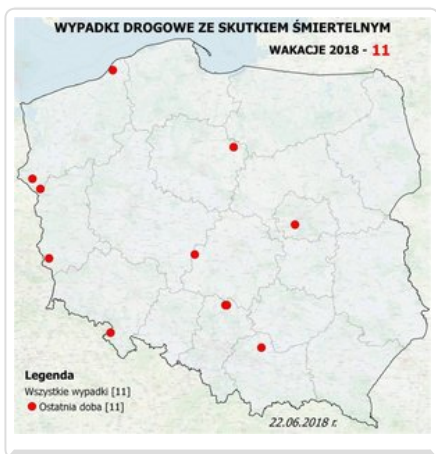 WYPADKI DROGOWE ZE SKUTKIEM ŚMIERTELNYM
WAKACJE 2018 - 11
Legenda
Wszystkie wypadki [11]
Ostatnia doba [11]
22.06.2018 r.